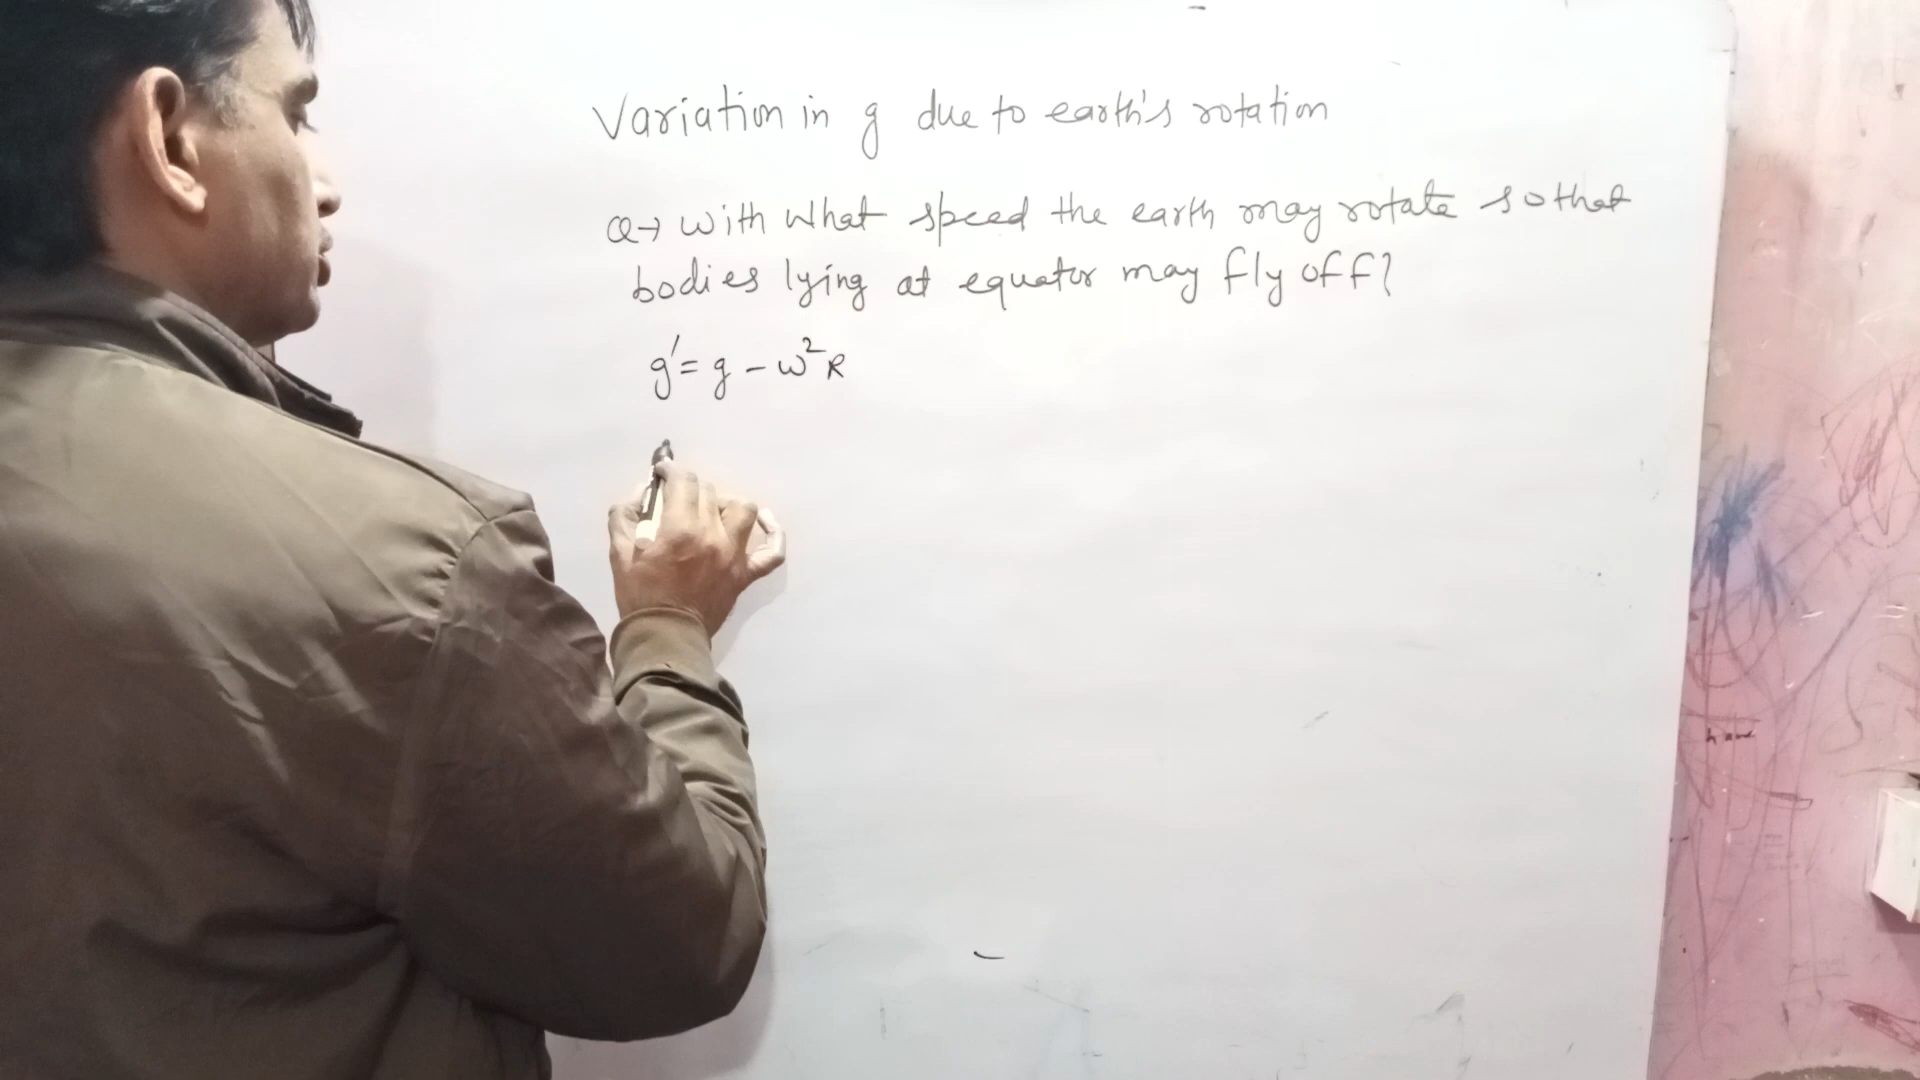 Variation in g due to earth's rotation
Q→ with what speed the earth may rotate so that
bodies lying at equator may fly off?
g' = g - ω²R